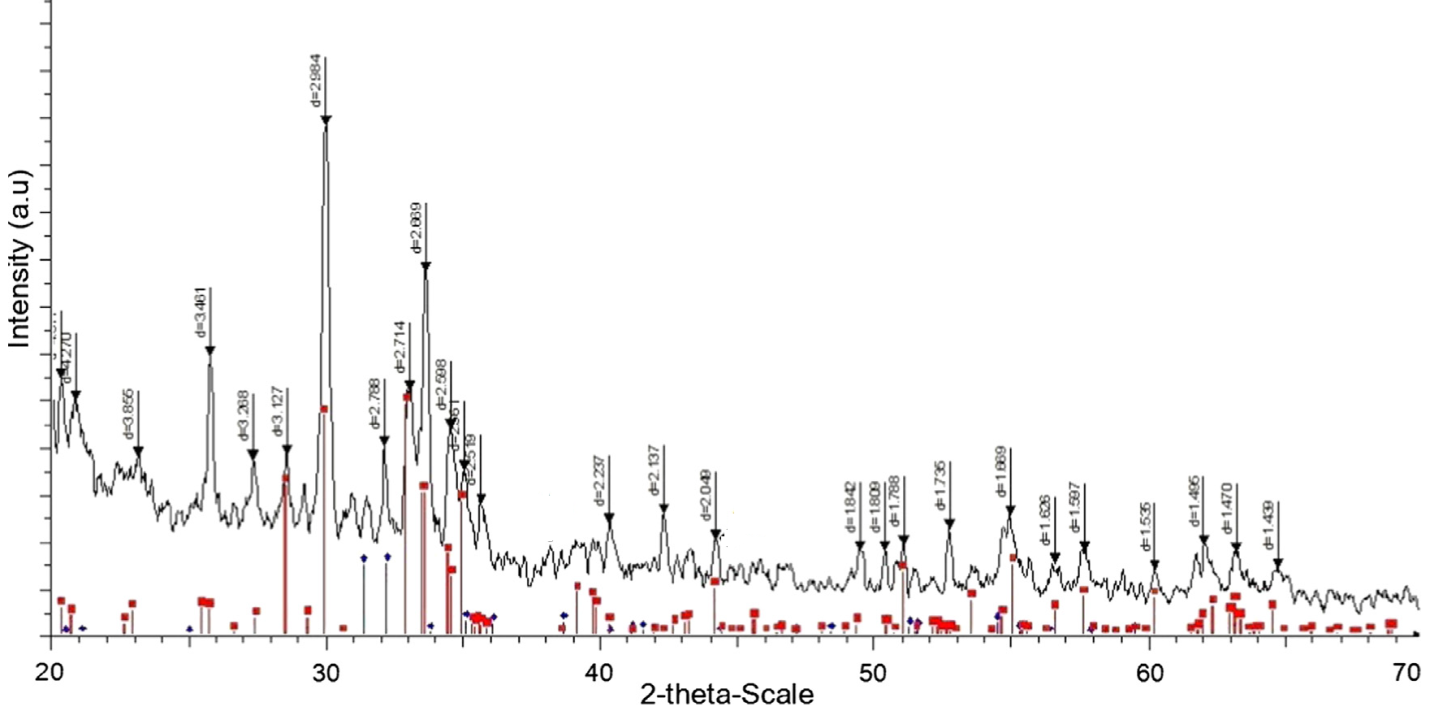 Intensity (a.u)
d=4.270
d=3.855
d=3.461
d=3.268
d=3.127
d=2984
d=2.788
d=2.714
d=2.669
d=2.598
d=2.561
d=2.519
d=2.237
d=2.137
d=2.049
d=1.842
d=1.809
d=1.788
d=1.735
d=1.669
d=1.626
d=1.597
d=1.535
d=1.495
d=1.470
d=1.439
20 30 40 50 60 70
2-theta-Scale